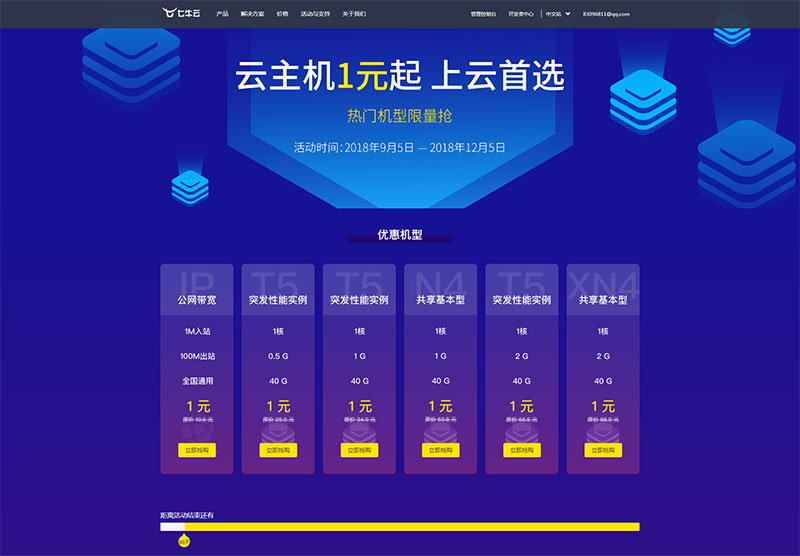 七牛云 产品 解决方案 价格 活动与支持 关于我们 管理控制台 开发者中心 中文站 83096811@qq.com
云主机1元起 上云首选
热门机型限量抢
活动时间：2018年9月5日 — 2018年12月5日
优惠机型
IP T5 T5 N4 T5 XN4
公网带宽 突发性能实例 突发性能实例 共享基本型 突发性能实例 共享基本型
1M入站 1核 1核 1核 1核 1核
100M出站 0.5 G 1 G 1 G 2 G 2 G
全国通用 40 G 40 G 40 G 40 G 40 G
1 元 1 元 1 元 1 元 1 元 1 元
原价 19.6 元 原价 25.9 元 原价 34.9 元 原价 53.8 元 原价 56.5 元 原价 88.9 元
立即抢购 立即抢购 立即抢购 立即抢购 立即抢购 立即抢购
距离活动结束还有